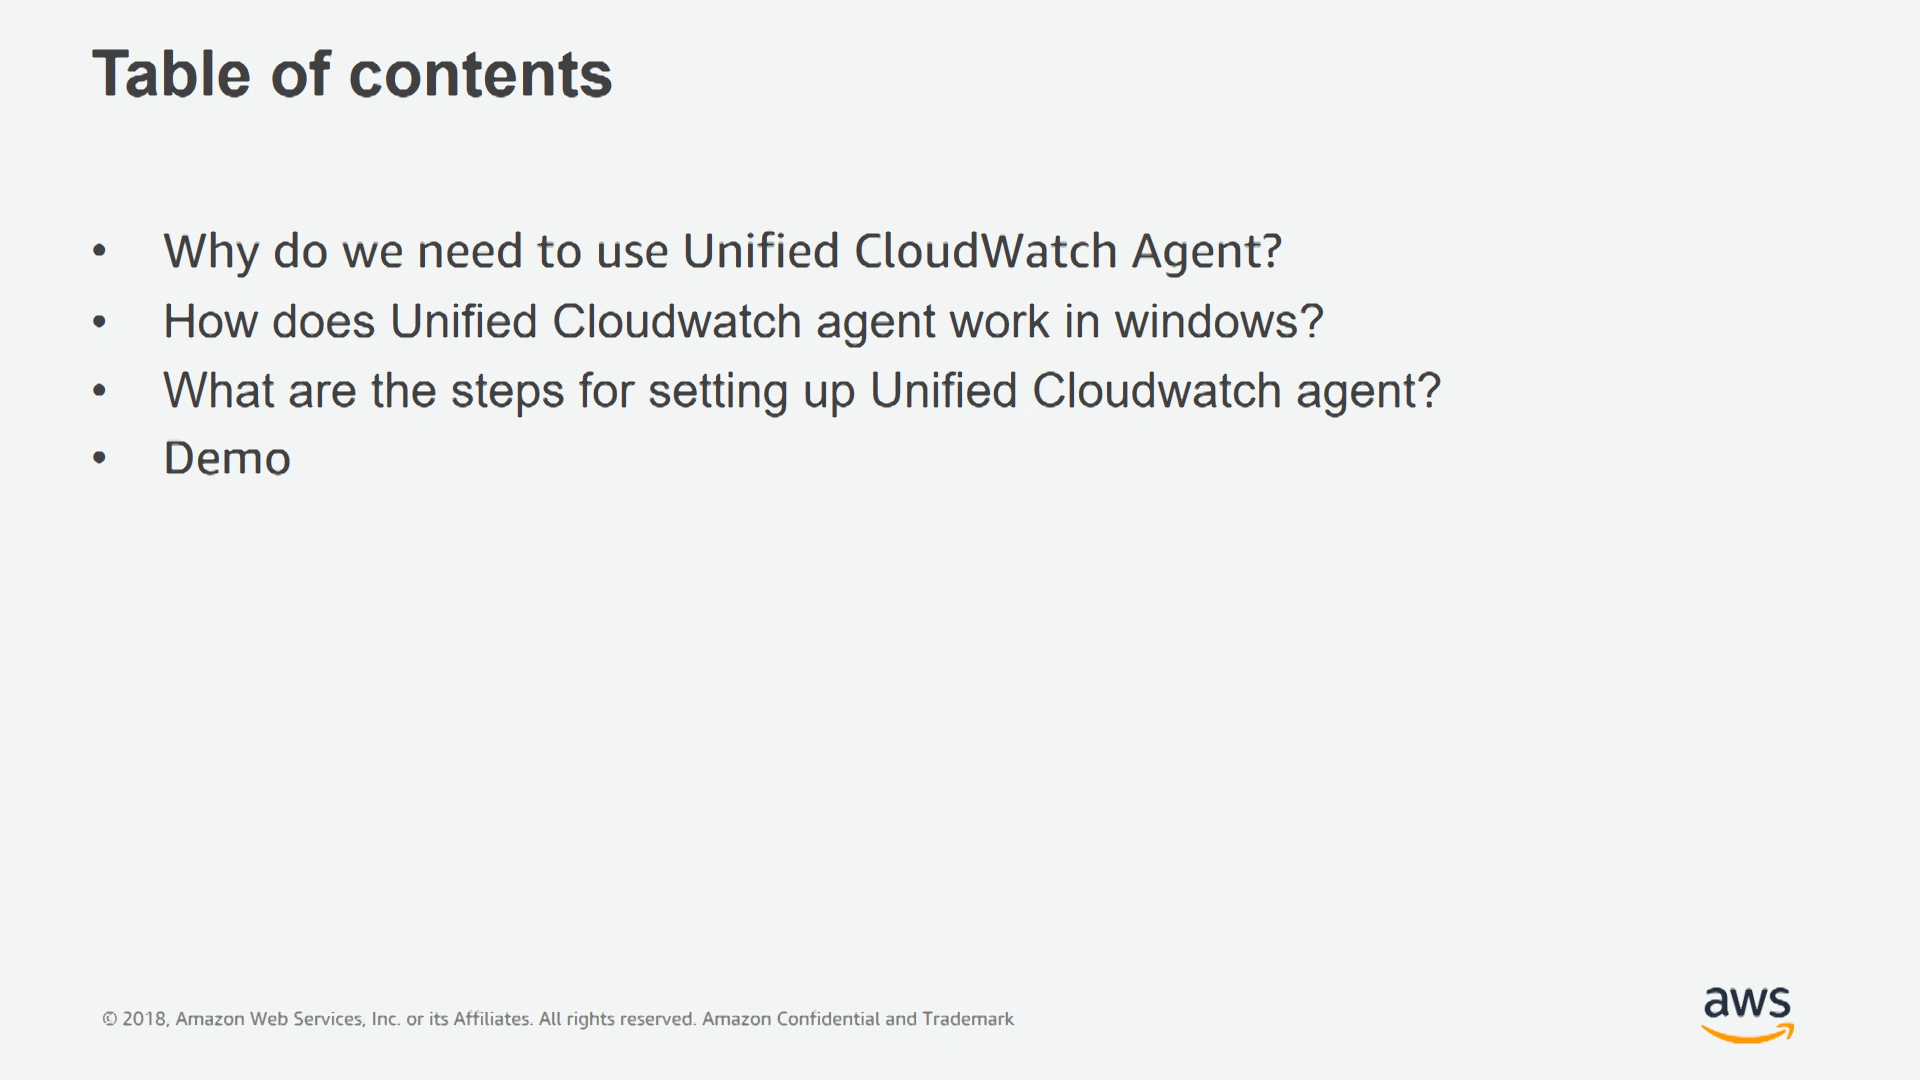 Table of contents
• Why do we need to use Unified CloudWatch Agent?
• How does Unified Cloudwatch agent work in windows?
• What are the steps for setting up Unified Cloudwatch agent?
• Demo
© 2018, Amazon Web Services, Inc. or its Affiliates. All rights reserved. Amazon Confidential and Trademark
aws